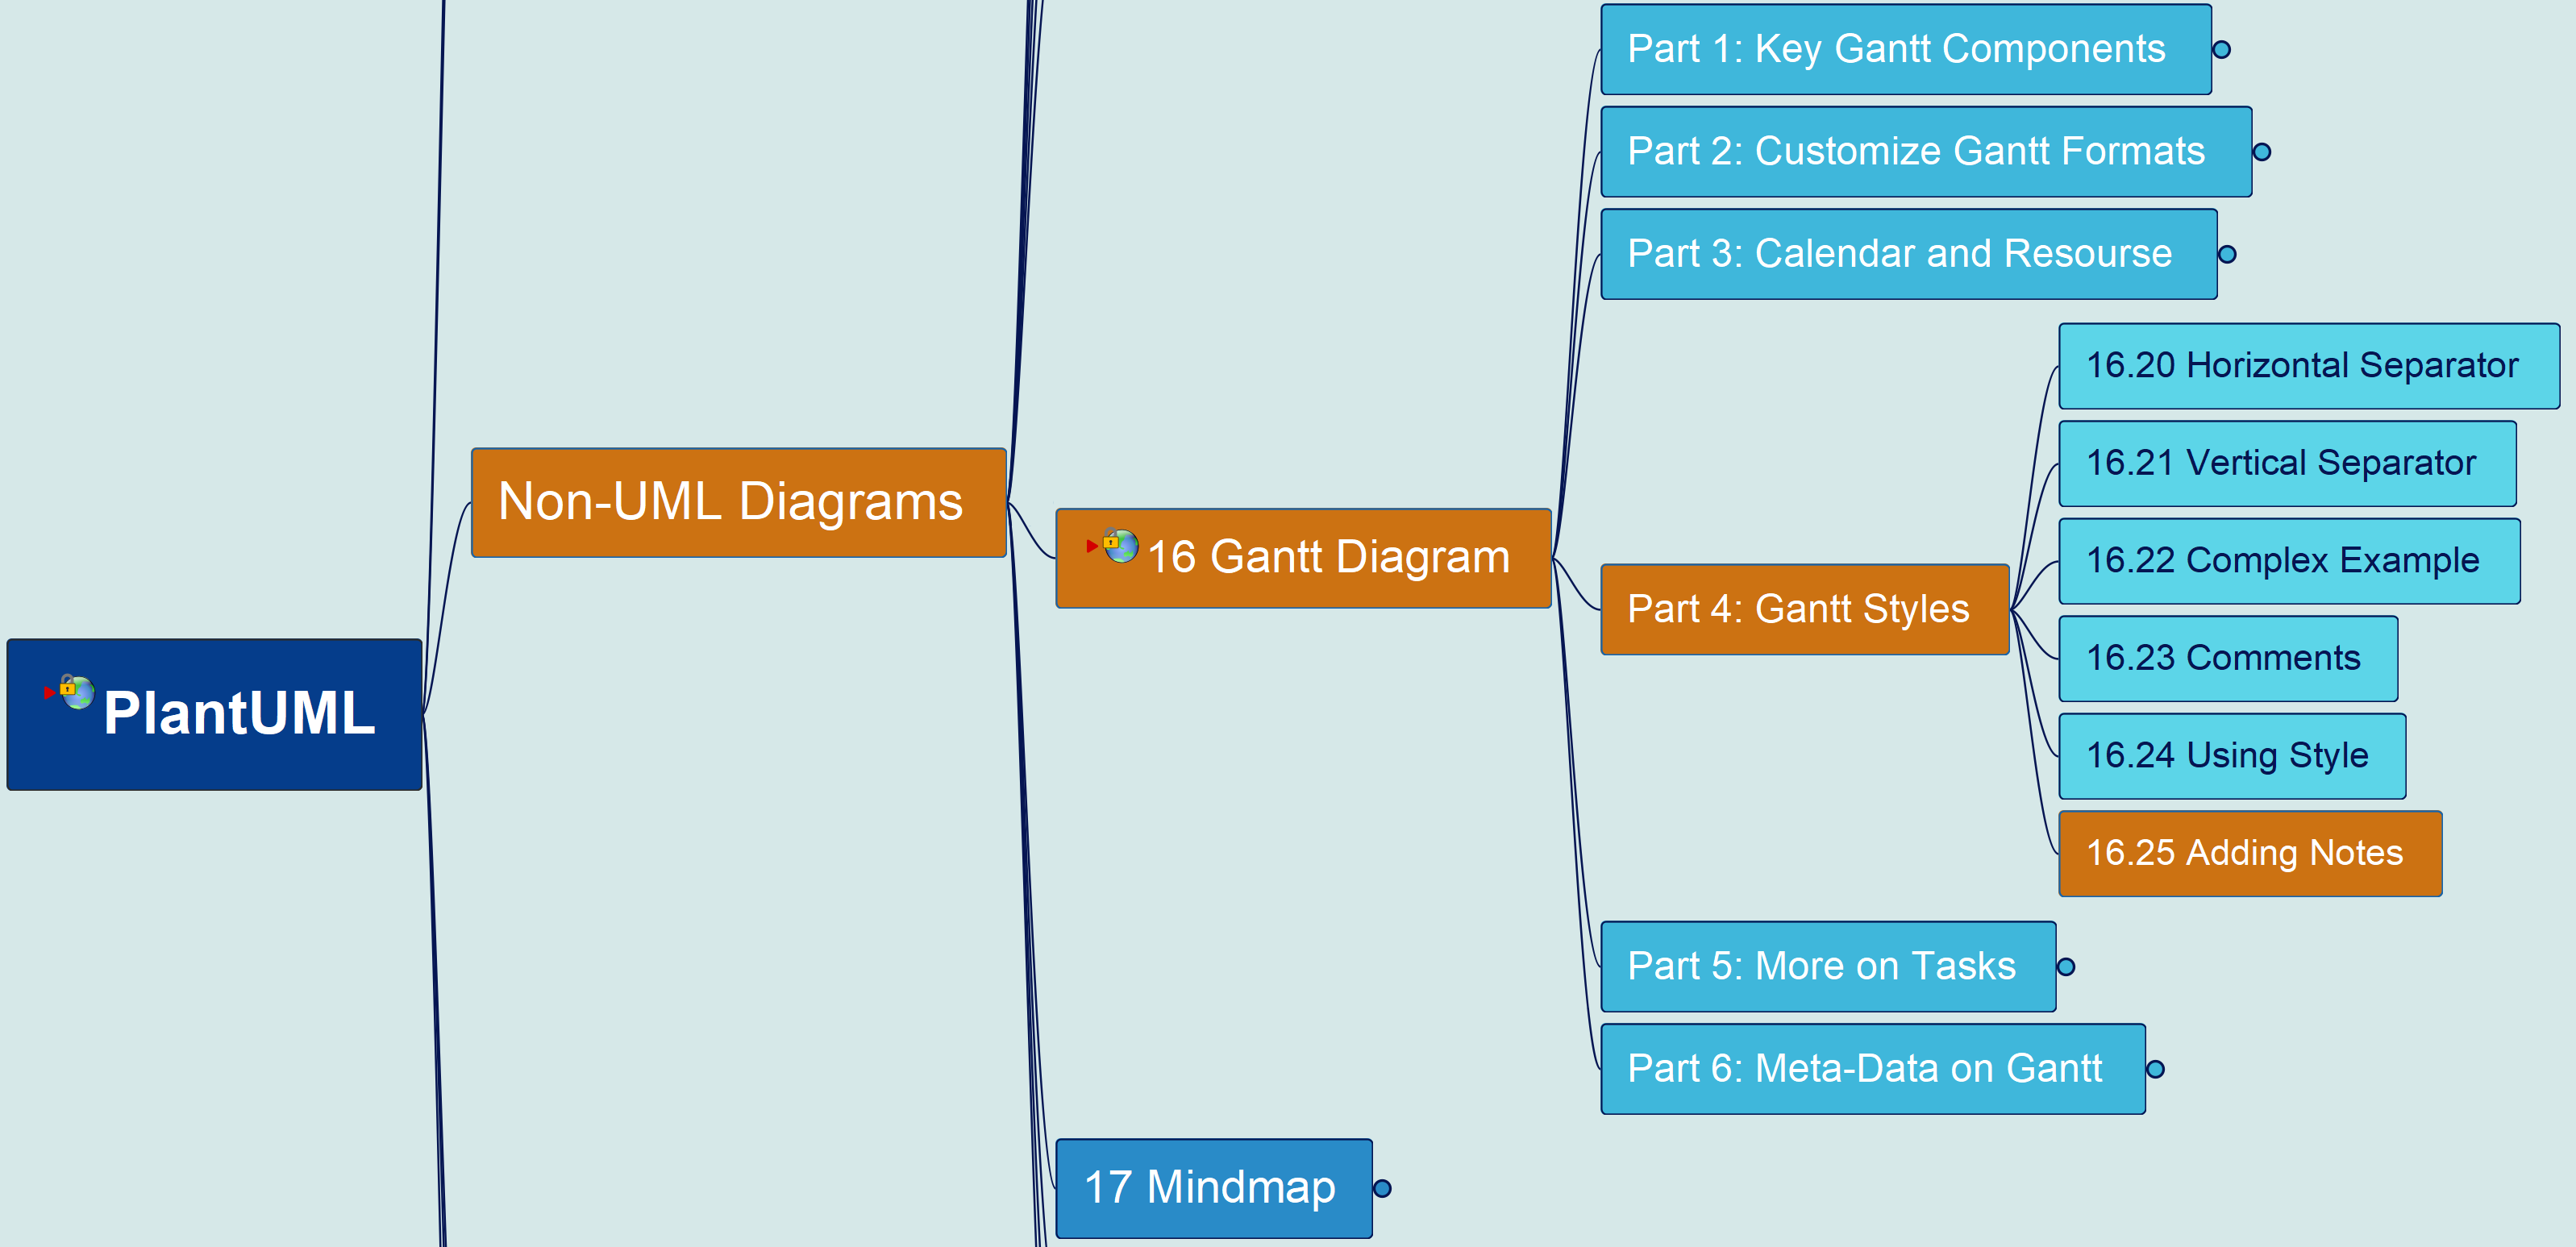 PlantUML
Non-UML Diagrams
16 Gantt Diagram
Part 1: Key Gantt Components
Part 2: Customize Gantt Formats
Part 3: Calendar and Resourse
Part 4: Gantt Styles
16.20 Horizontal Separator
16.21 Vertical Separator
16.22 Complex Example
16.23 Comments
16.24 Using Style
16.25 Adding Notes
Part 5: More on Tasks
Part 6: Meta-Data on Gantt
17 Mindmap